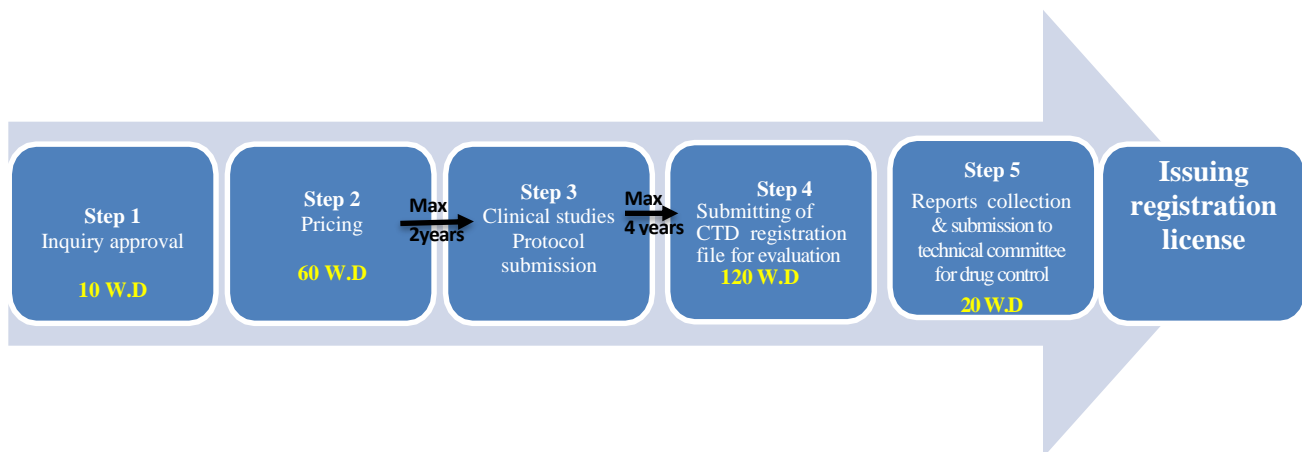 Step 1
Inquiry approval
10 W.D
Step 2
Pricing
60 W.D
Max
2years
Step 3
Clinical studies
Protocol
submission
Max
4 years
Step 4
Submitting of
CTD registration
file for evaluation
120 W.D
Step 5
Reports collection
& submission to
technical committee
for drug control
20 W.D
Issuing
registration
license